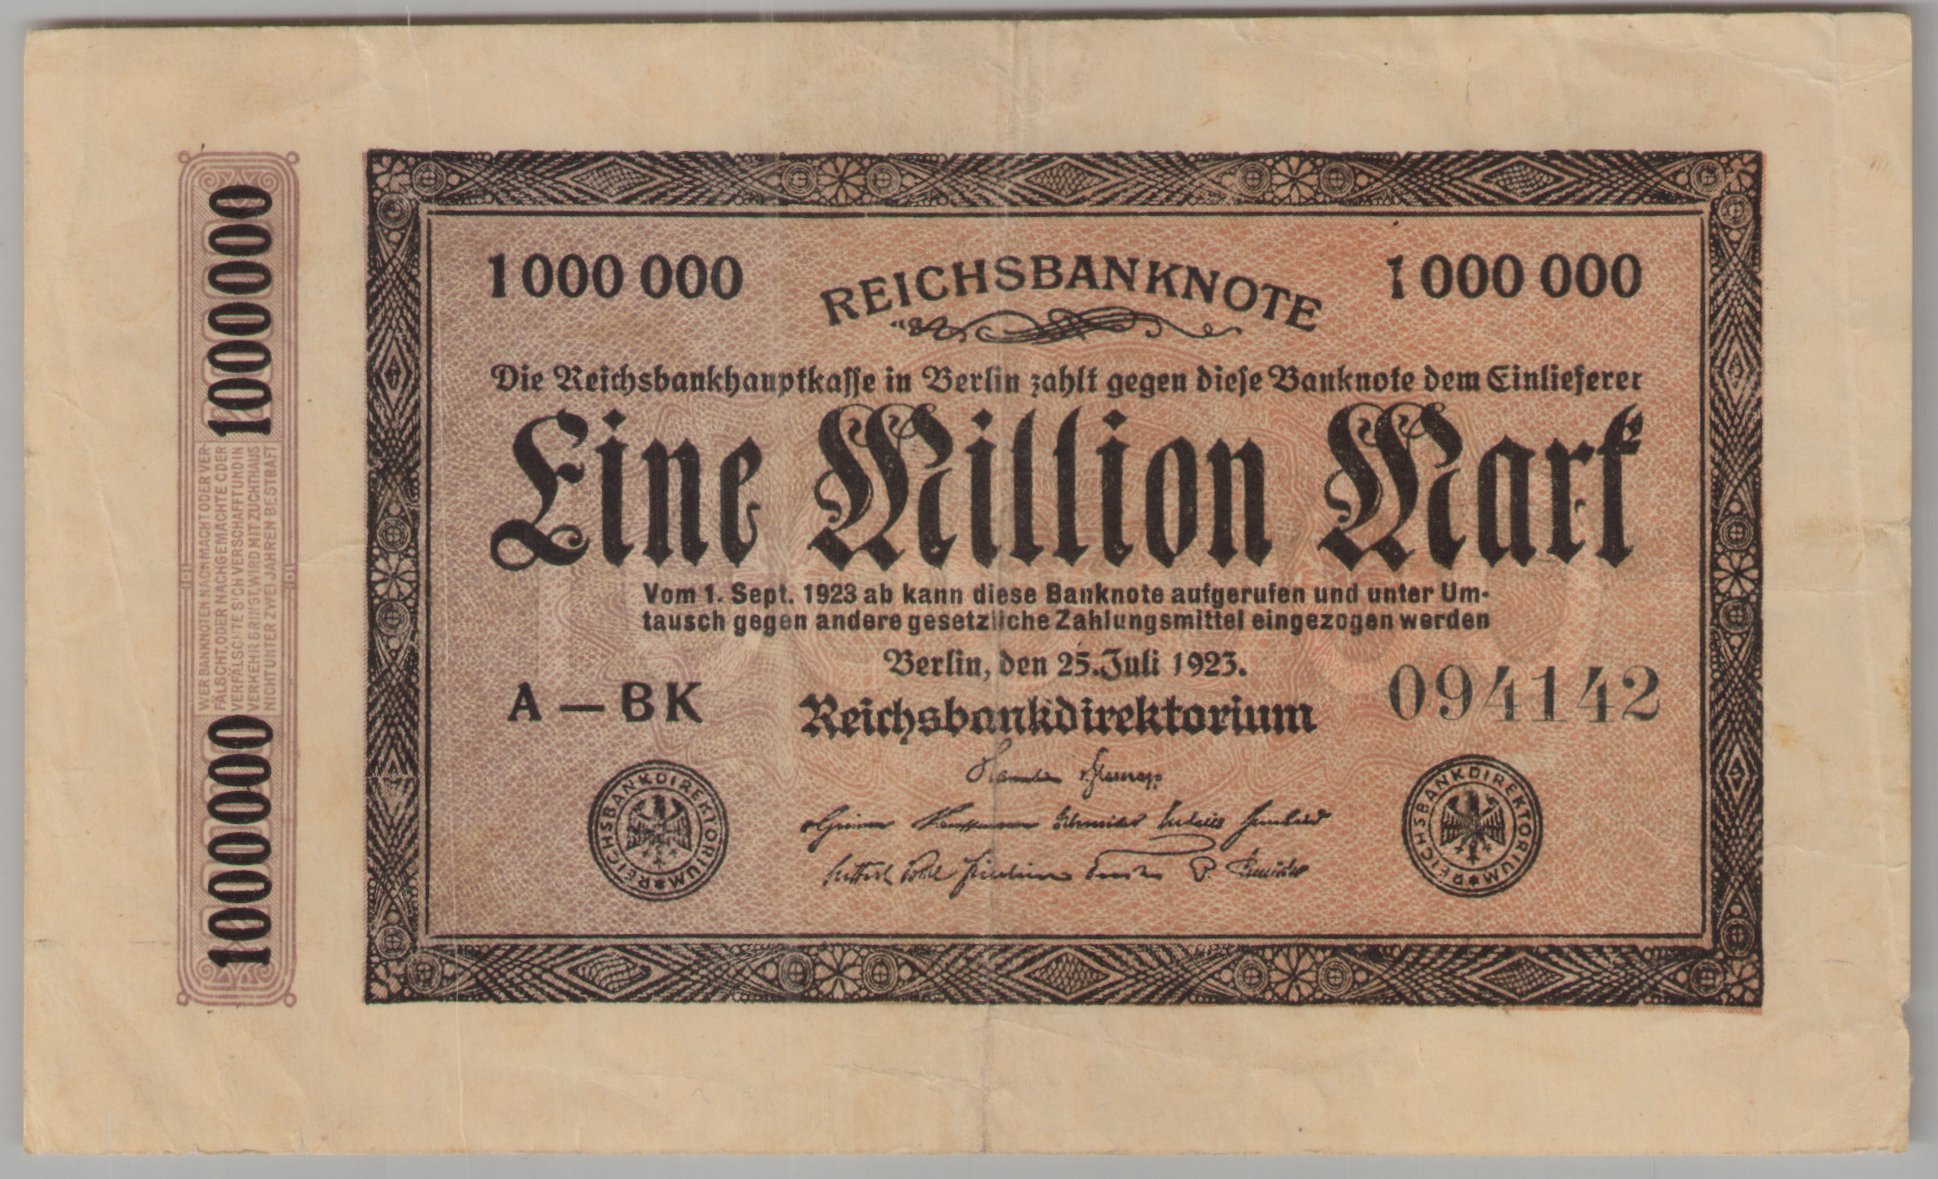 1000000
1000000
WER BANKNOTEN NACHMACHT ODER VER-
FÄLSCHT, ODER NACHGEMACHTE ODER
VERFÄLSCHTE SICH VERSCHAFFT UND IN
VERKEHR BRINGT, WIRD MIT ZUCHTHAUS
NICHT UNTER ZWEI JAHREN BESTRAFT
1 000 000
REICHSBANKNOTE
1 000 000
Die Reichsbankhauptkasse in Berlin zahlt gegen diese Banknote dem Einlieferer
Eine Million Mark
Vom 1. Sept. 1923 ab kann diese Banknote aufgerufen und unter Um-
tausch gegen andere gesetzliche Zahlungsmittel eingezogen werden
Berlin, den 25. Juli 1923.
A — BK
Reichsbankdirektorium
094142
REICHSBANKDIREKTORIUM
REICHSBANKDIREKTORIUM